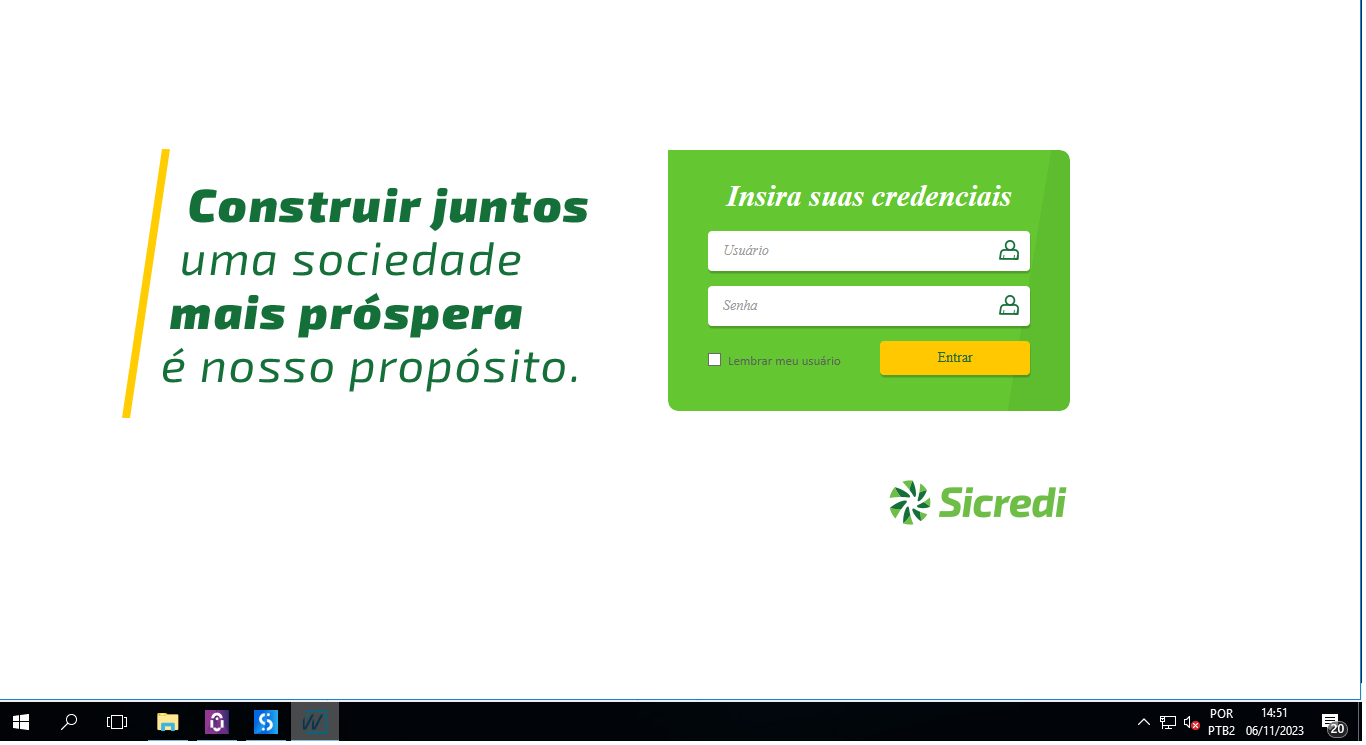 Construir juntos
uma sociedade
mais próspera
é nosso propósito.
Insira suas credenciais
Usuário
Senha
Lembrar meu usuário
Entrar
Sicredi
POR
PTB2
14:51
06/11/2023
20